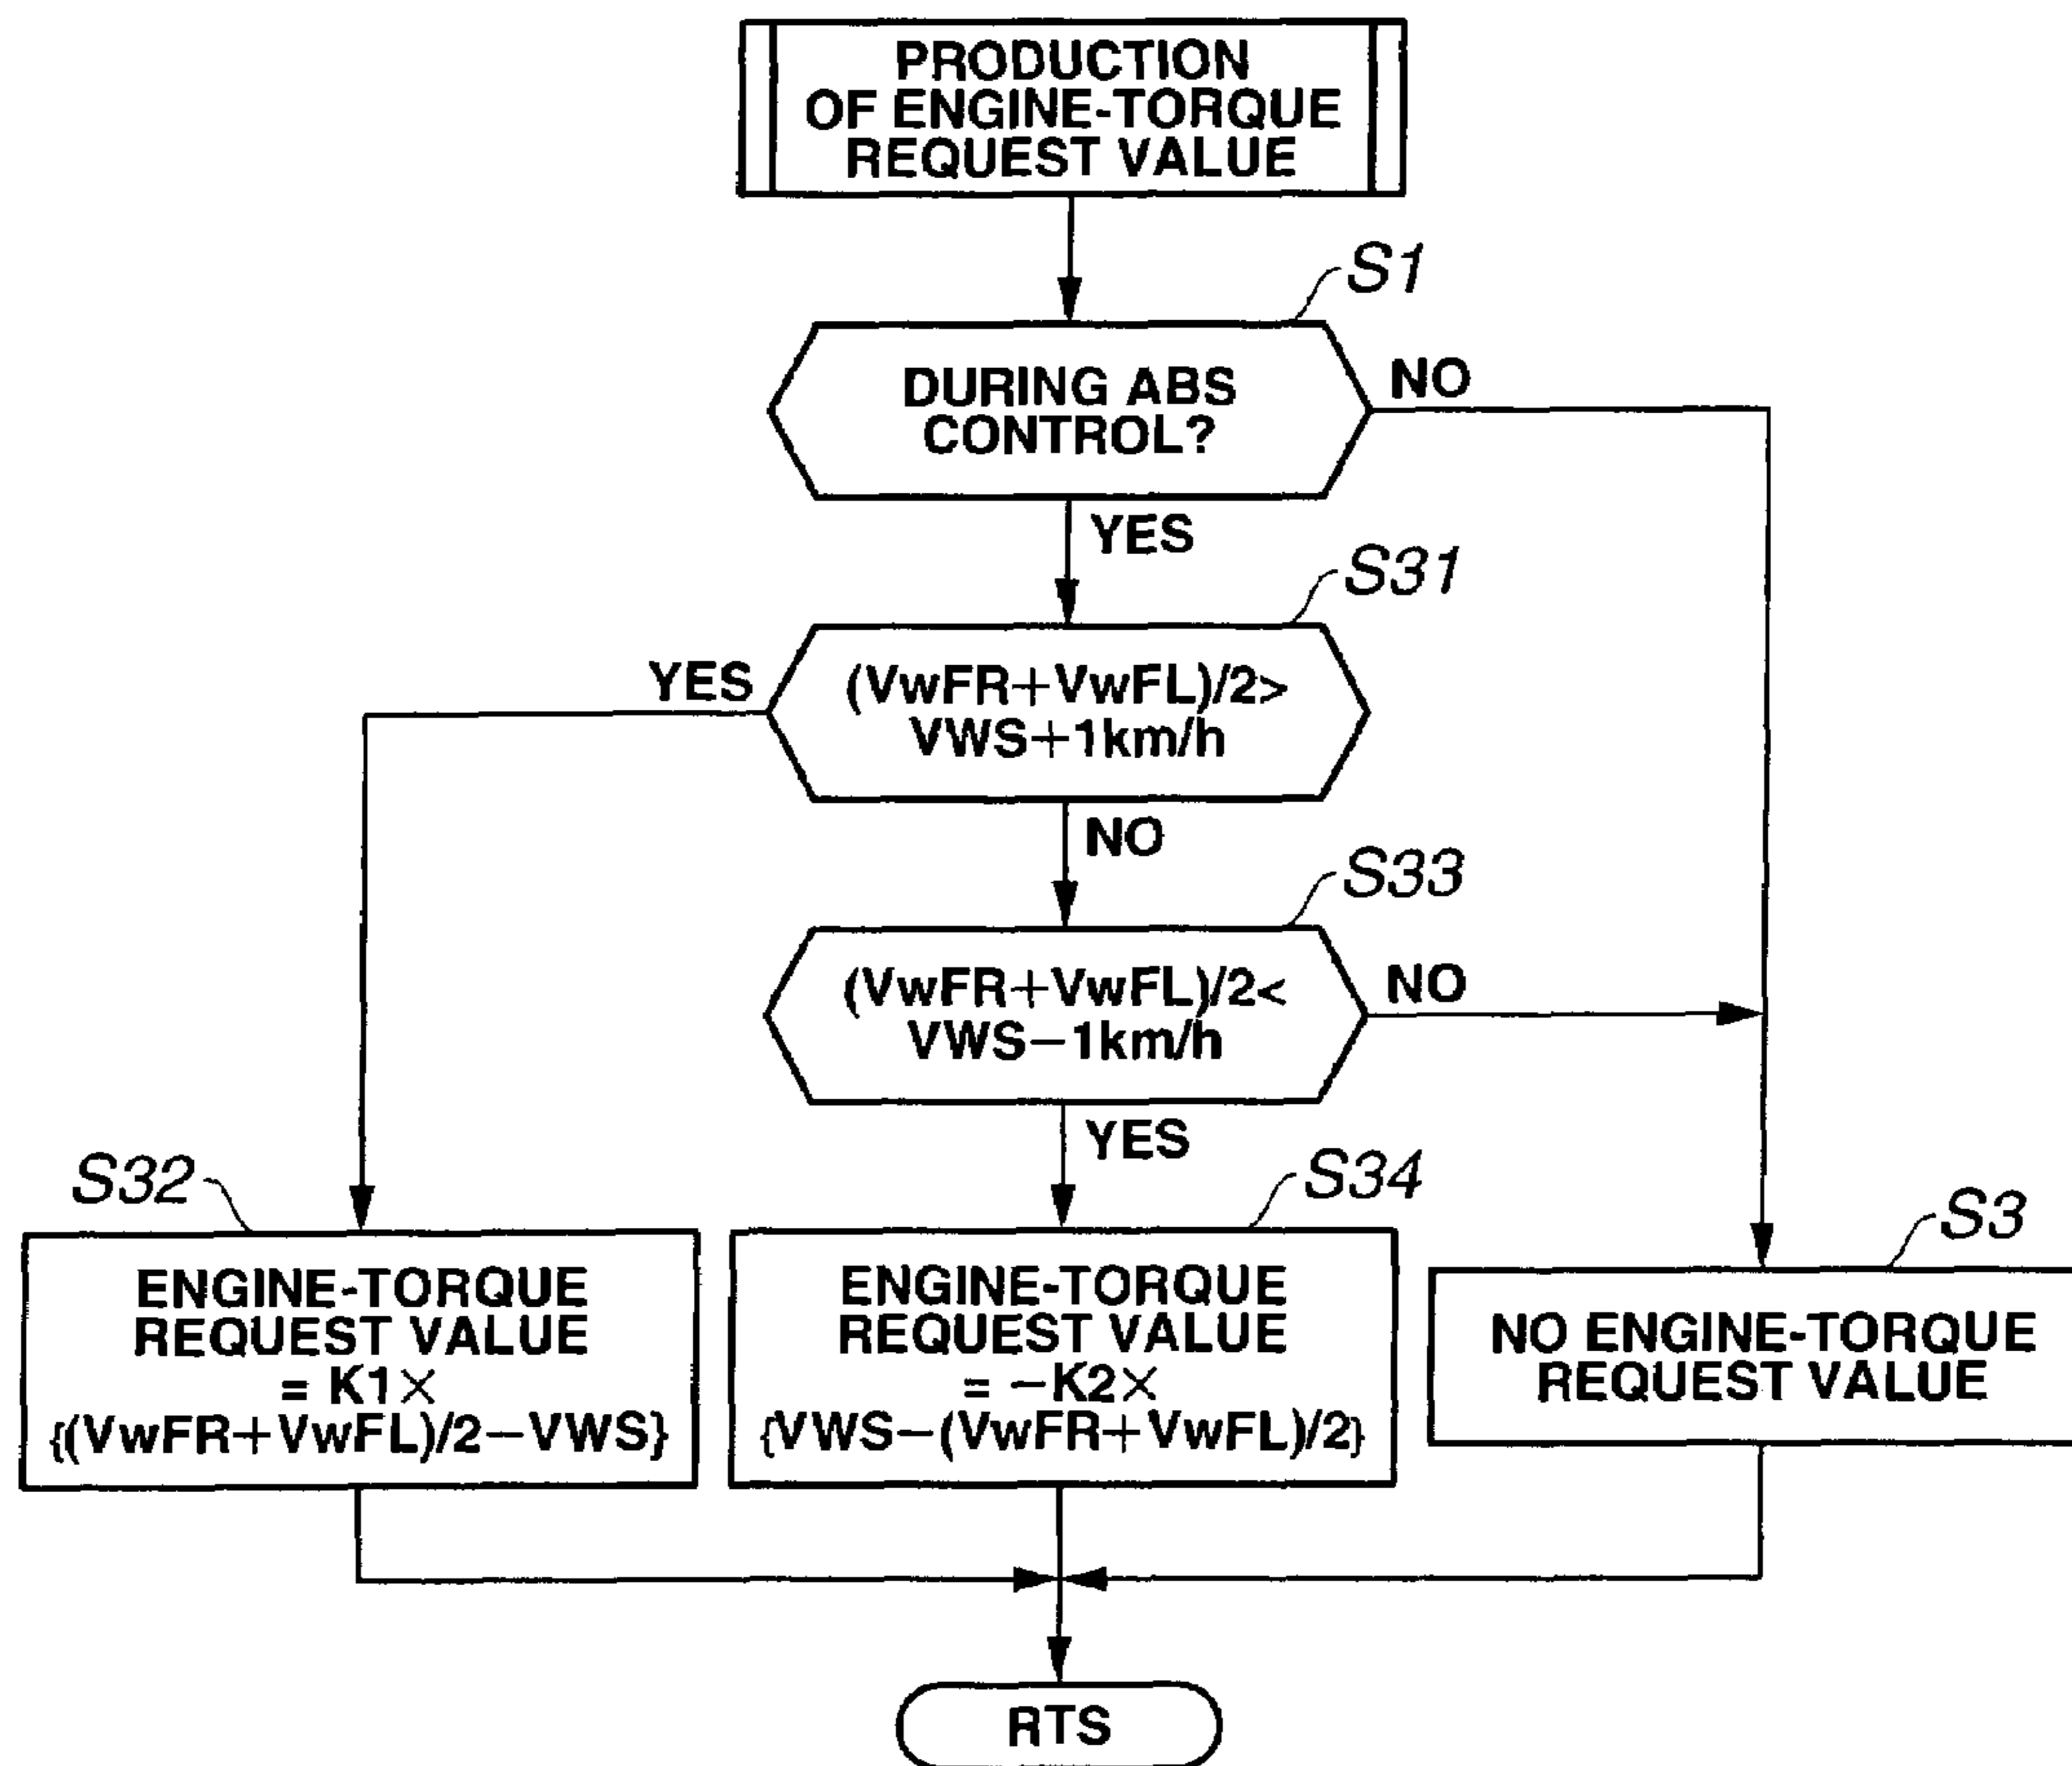 PRODUCTION
OF ENGINE-TORQUE
REQUEST VALUE
S1
DURING ABS
CONTROL?
NO
YES
S31
YES
(VwFR+VwFL)/2>
VWS+1km/h
NO
S33
(VwFR+VwFL)/2<
VWS−1km/h
NO
YES
S32
ENGINE-TORQUE
REQUEST VALUE
= K1×
{(VwFR+VwFL)/2−VWS}
S34
ENGINE-TORQUE
REQUEST VALUE
= −K2×
{VWS−(VwFR+VwFL)/2}
S3
NO ENGINE-TORQUE
REQUEST VALUE
RTS